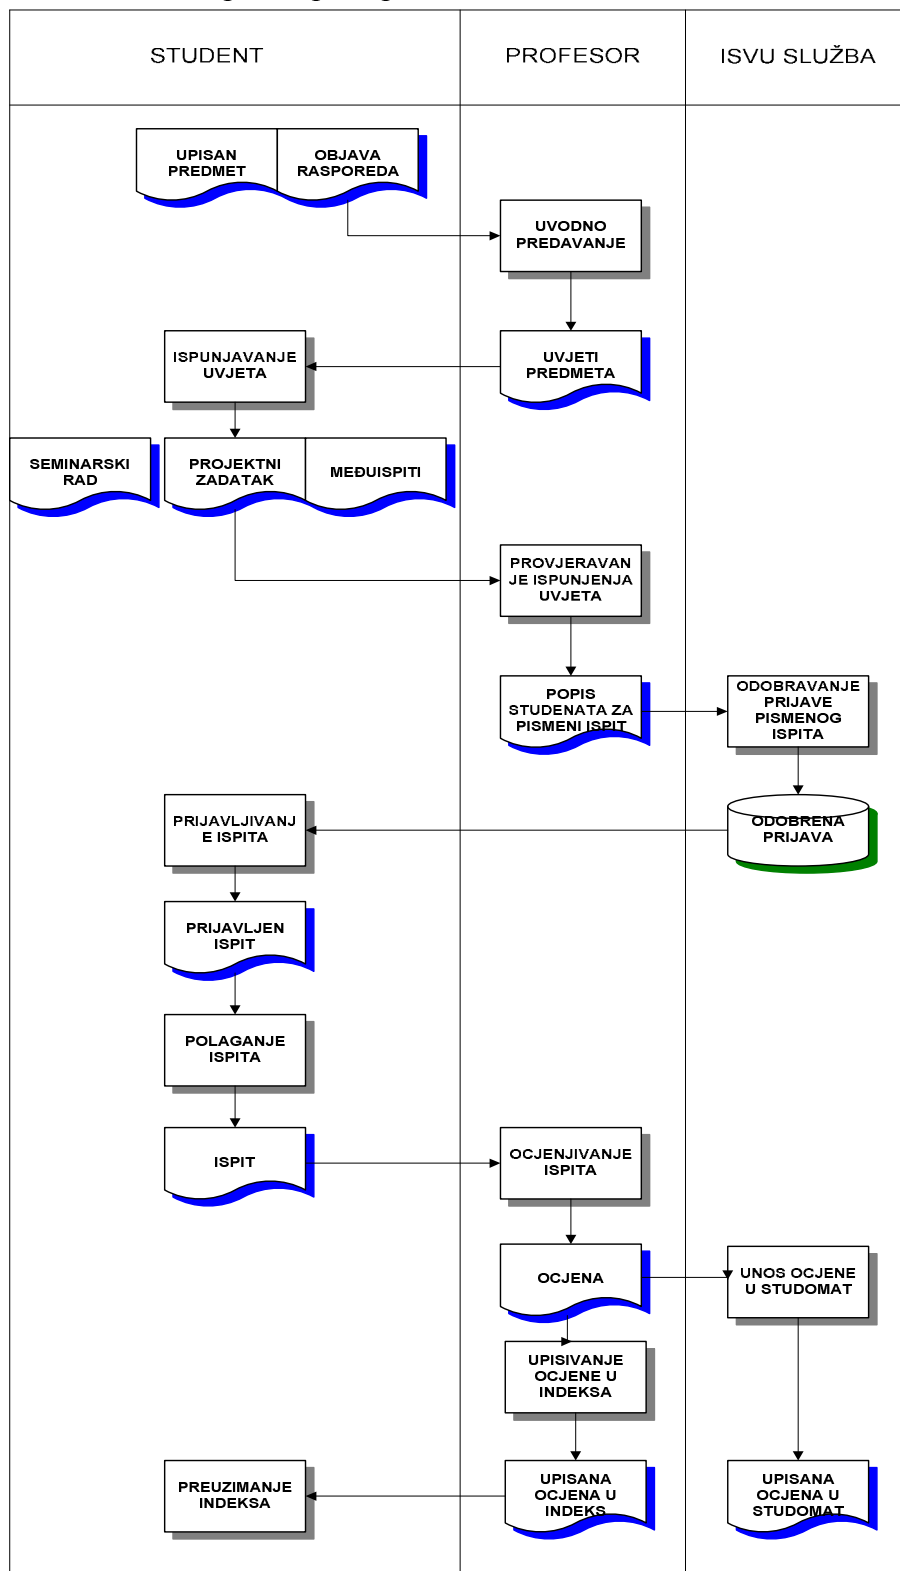 STUDENT
PROFESOR
ISVU SLUŽBA
UPISAN
PREDMET
OBJAVA
RASPOREDA
UVODNO
PREDAVANJE
ISPUNJAVANJE
UVJETA
UVJETI
PREDMETA
SEMINARSKI
RAD
PROJEKTNI
ZADATAK
MEĐUISPITI
PROVJERAVAN
JE ISPUNJENJA
UVJETA
POPIS
STUDENATA ZA
PISMENI ISPIT
ODOBRAVANJE
PRIJAVE
PISMENOG
ISPITA
PRIJAVLJIVANJ
E ISPITA
ODOBRENA
PRIJAVA
PRIJAVLJEN
ISPIT
POLAGANJE
ISPITA
ISPIT
OCJENJIVANJE
ISPITA
OCJENA
UNOS OCJENE
U STUDOMAT
UPISIVANJE
OCJENE U
INDEKSA
PREUZIMANJE
INDEKSA
UPISANA
OCJENA U
INDEKS
UPISANA
OCJENA U
STUDOMAT